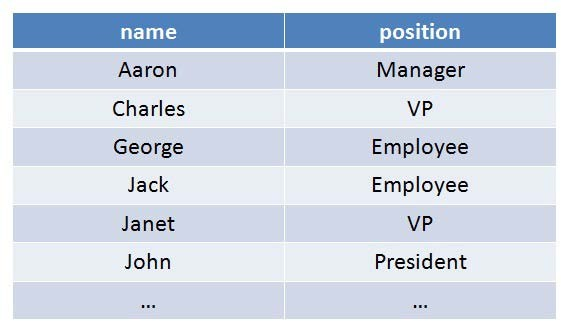 name position
Aaron Manager
Charles VP
George Employee
Jack Employee
Janet VP
John President
... ...